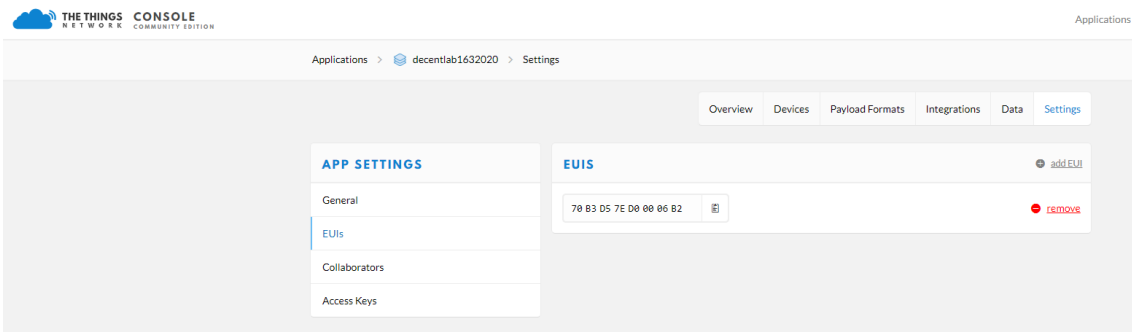 THE THINGS NETWORK CONSOLE COMMUNITY EDITION
Applications
Applications > decentlab1632020 > Settings
Overview Devices Payload Formats Integrations Data Settings
APP SETTINGS
General
EUIs
Collaborators
Access Keys
EUIS
add EUI
70 B3 D5 7E D0 00 06 B2
remove